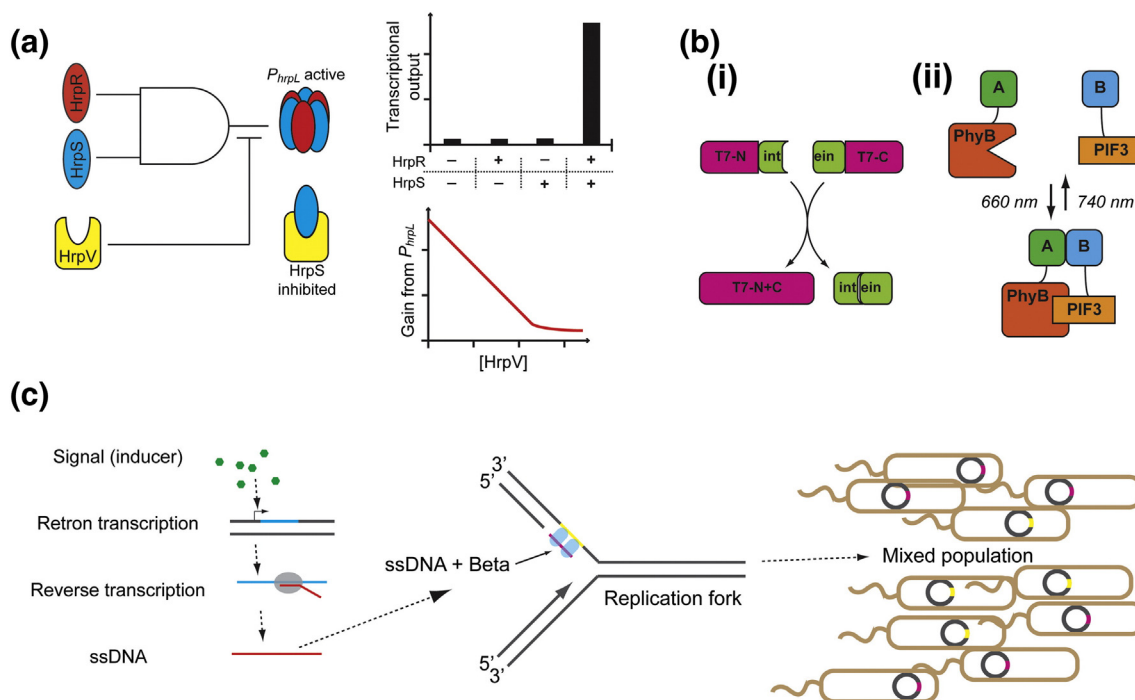 (a)
HrpR
HrpS
HrpV
PhrpL active
HrpS
inhibited
Transcriptional
output
HrpR – + – +
HrpS – – + +
Gain from PhrpL
[HrpV]
(b)
(i)
T7-N int
ein T7-C
T7-N+C
int ein
(ii)
A
B
PhyB
PIF3
660 nm
740 nm
A
B
PhyB
PIF3
(c)
Signal (inducer)
Retron transcription
Reverse transcription
ssDNA
3’
5’
ssDNA + Beta
Replication fork
5’
3’
Mixed population